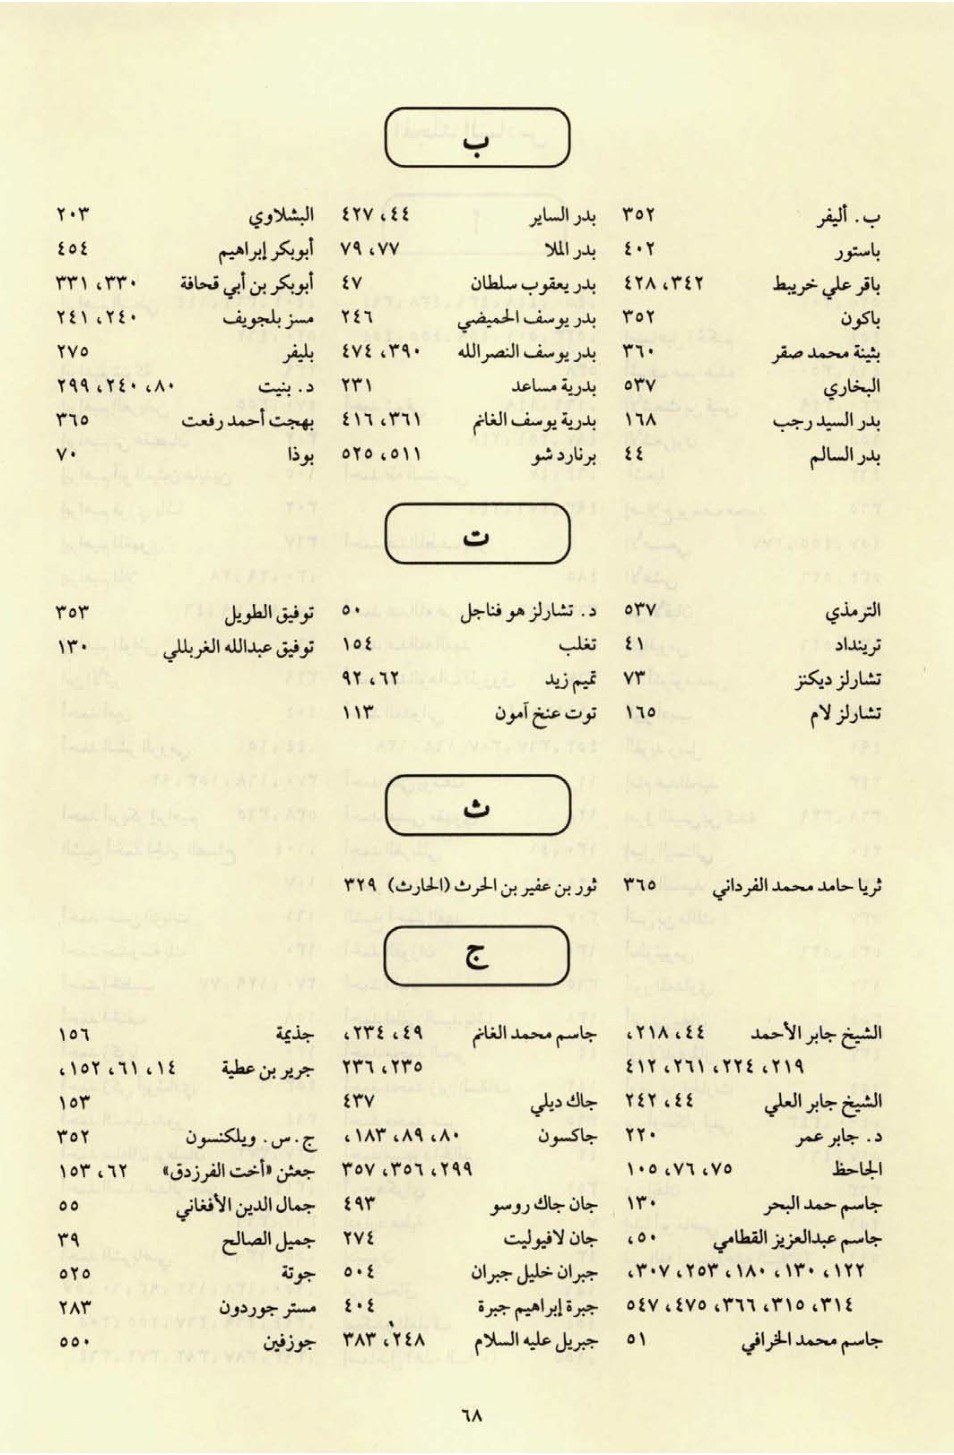 ب
ب. أليفر ٣٥٢
باستور ٤٠٢
باقر علي خريبط ٣٤٢، ٤٢٨
باكون ٣٥٢
بثينة محمد صقر ٣٦٠
البخاري ٥٣٧
بدر السيد رجب ١٦٨
بدر السالم ٤٤
بدر الساير ٤٤، ٤٢٧
بدر الملا ٧٧، ٧٩
بدر يعقوب سلطان ٤٧
بدر يوسف الحميضي ٢٤٦
بدر يوسف النصرالله ٣٩٠، ٤٧٤
بدرية مساعد ٢٣١
بدرية يوسف الغانم ٣٦١، ٤١٦
برنارد شو ٥١١، ٥٢٥
البشلاوي ٢٠٣
أبوبكر إبراهيم ٤٥٤
أبوبكر بن أبي قحافة ٣٣٠، ٣٣١
مسز بلجويف ٢٤٠، ٢٤١
بليفر ٢٧٥
د. بنيت ٨٠، ٢٤٠، ٢٩٩
بهجت أحمد رفعت ٣٦٥
بوذا ٧٠
ت
الترمذي ٥٣٧
ترينداد ٤١
تشارلز ديكنز ٧٣
تشارلز لام ١٦٥
د. تشارلز هو فناجل ٥٠
تغلب ١٥٤
تميم زيد ٦٢، ٩٢
توت عنخ آمون ١١٣
توفيق الطويل ٣٥٣
توفيق عبدالله الغربللي ١٣٠
ث
ثريا حامد محمد الفرداني ٣٦٥
ثور بن عفير بن الحرث (الحارث) ٣٢٩
ج
الشيخ جابر الأحمد ٤٤، ٢١٨،
٢١٩، ٢٢٤، ٢٦١، ٤١٢
الشيخ جابر العلي ٤٤، ٢٤٢
د. جابر عمر ٢٢٠
الجاحظ ٧٥، ٧٦، ١٠٥
جاسم حمد البحر ١٣٠
جاسم عبدالعزيز القطامي ٥٠،
١٢٢، ١٣٠، ١٨٠، ٢٥٣، ٣٠٧،
٣١٤، ٣١٥، ٣٦٦، ٤٧٥، ٥٤٧
جاسم محمد الخرافي ٥١
جاسم محمد الغانم ٤٩، ٢٣٤،
٢٣٥، ٢٣٦
جاك ديلي ٤٣٧
جاكسون ٨٠، ٨٩، ١٨٣،
٢٩٩، ٣٥٦، ٣٥٧
جان جاك روسو ٤٩٣
جان لافيوليت ٢٧٤
جبران خليل جبران ٥٠٤
جبرة إبراهيم جبرة ٤٠٤
جبريل عليه السلام ٢٤٨، ٣٨٣
جذيمة ١٥٦
جرير بن عطية ١٤، ٦١، ١٥٢،
١٥٣
ج. س. ويلكنسون ٣٥٢
جعثن «أخت الفرزدق» ٦٢، ١٥٣
جمال الدين الأفغاني ٥٥
جميل الصالح ٣٩
جوتة ٥٢٥
مستر جوردون ٢٨٣
جوزفين ٥٥٠
٦٨